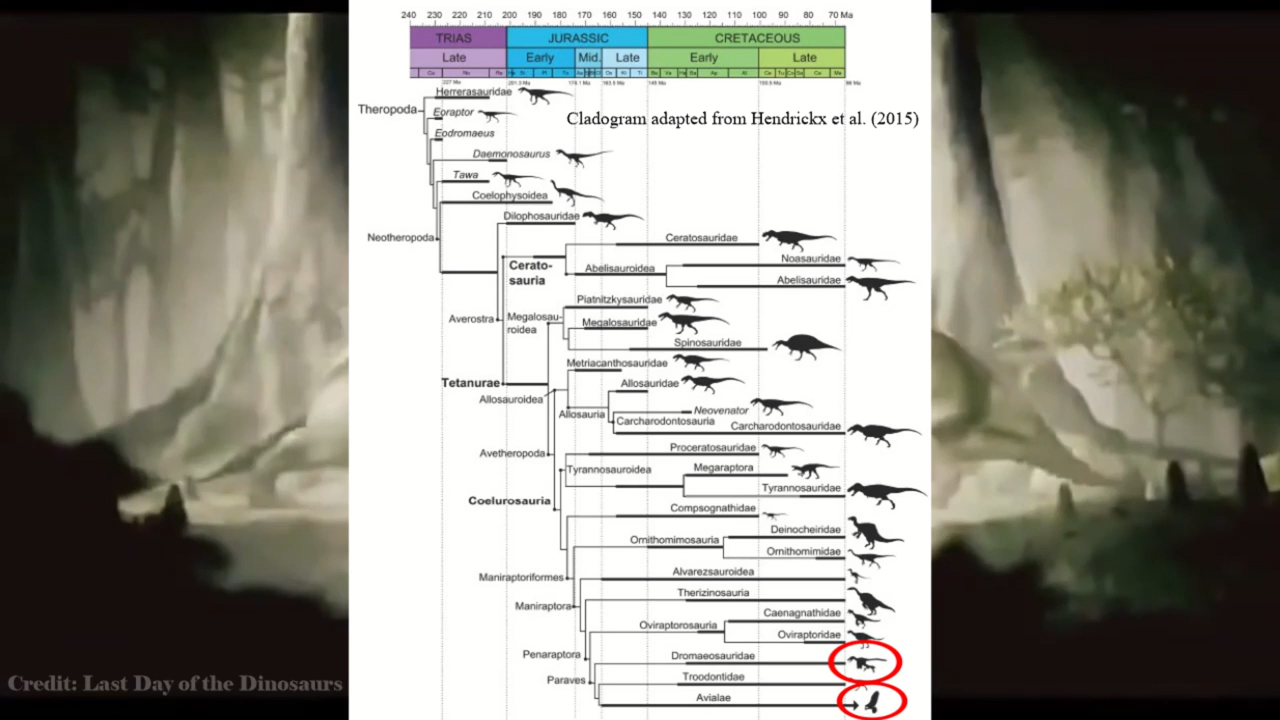 240 230 220 210 200 190 180 170 160 150 140 130 120 110 100 90 80 70 Ma
TRIAS JURASSIC CRETACEOUS
Late Early Mid. Late Early Late
Herrerasauridae
Theropoda
Eoraptor
Cladogram adapted from Hendrickx et al. (2015)
Eodromaeus
Daemonosaurus
Tawa
Coelophysoidea
Dilophosauridae
Neotheropoda
Ceratosauridae
Noasauridae
Cerato-
sauria
Abelisauroidea
Abelisauridae
Piatnitzkysauridae
Averostra
Megalosau-
roidea
Megalosauridae
Spinosauridae
Metriacanthosauridae
Tetanurae
Allosauridae
Allosauroidea
Neovenator
Allosauria
Carcharodontosauria
Carcharodontosauridae
Proceratosauridae
Avetheropoda
Tyrannosauroidea
Megaraptora
Tyrannosauridae
Coelurosauria
Compsognathidae
Deinocheiridae
Ornithomimosauria
Ornithomimidae
Alvarezsauroidea
Maniraptoriformes
Therizinosauria
Maniraptora
Caenagnathidae
Oviraptorosauria
Oviraptoridae
Penaraptora
Dromaeosauridae
Troodontidae
Paraves
Avialae
Credit: Last Day of the Dinosaurs